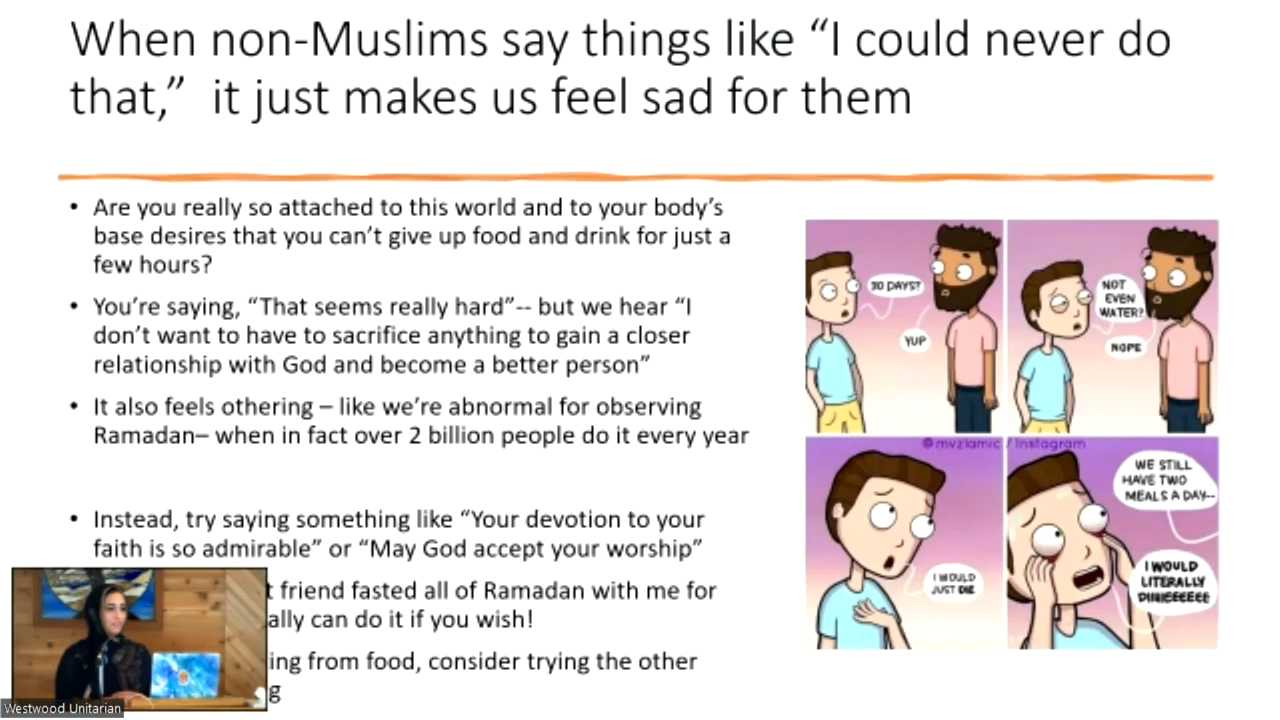 When non-Muslims say things like “I could never do
that,” it just makes us feel sad for them
• Are you really so attached to this world and to your body’s
base desires that you can’t give up food and drink for just a
few hours?
• You’re saying, “That seems really hard”-- but we hear “I
don’t want to have to sacrifice anything to gain a closer
relationship with God and become a better person”
• It also feels othering – like we’re abnormal for observing
Ramadan– when in fact over 2 billion people do it every year
• Instead, try saying something like “Your devotion to your
faith is so admirable” or “May God accept your worship”
t friend fasted all of Ramadan with me for
ally can do it if you wish!
ing from food, consider trying the other
g
30 DAYS?
YUP
NOT
EVEN
WATER?
NOPE
@mvzlamic / Instagram
I WOULD
JUST DIE
WE STILL
HAVE TWO
MEALS A DAY--
I WOULD
LITERALLY
DIIIEEEEEE
Westwood Unitarian